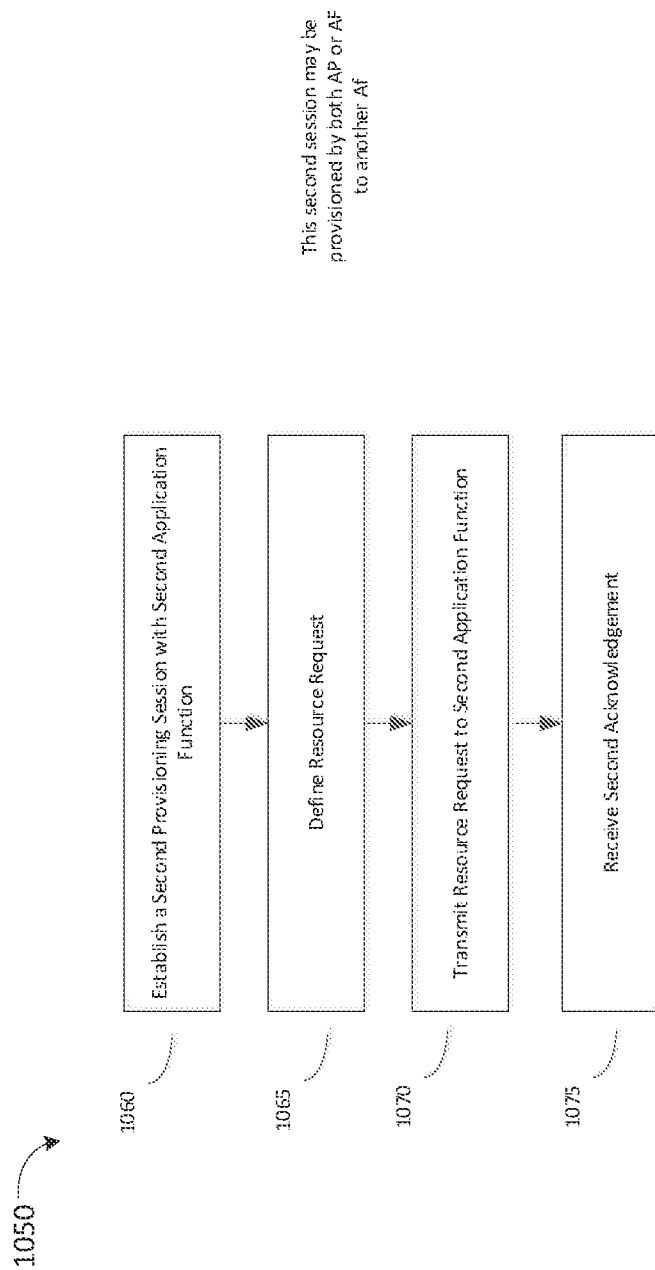 1050
1060
Establish a Second Provisioning Session with Second Application
Function
1065
Define Resource Request
1070
Transmit Resource Request to Second Application Function
1075
Receive Second Acknowledgement
This second session may be
provisioned by both AP or AF
to another Af